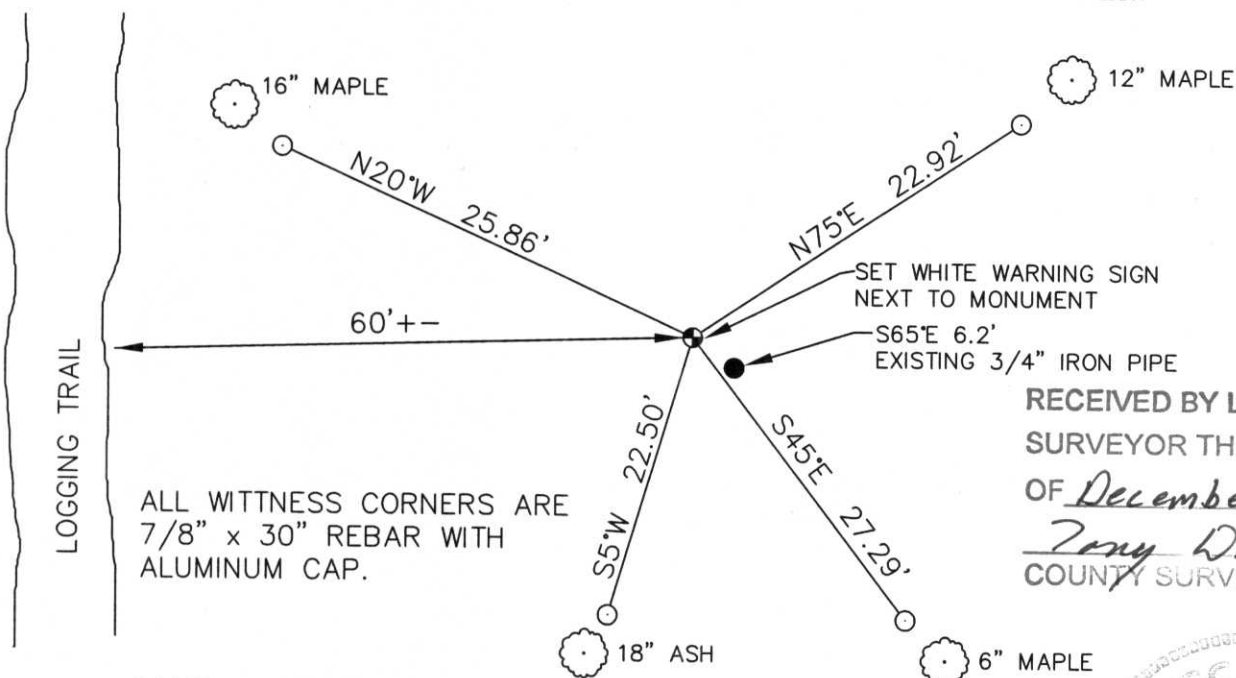 16" MAPLE
12" MAPLE
N20°W 25.86'
N75°E 22.92'
SET WHITE WARNING SIGN
NEXT TO MONUMENT
60'+-
S65°E 6.2'
EXISTING 3/4" IRON PIPE
LOGGING TRAIL
RECEIVED BY L
SURVEYOR TH
OF December
Tony D.
COUNTY SURV
S5°W 22.50'
S45°E 27.29'
ALL WITTNESS CORNERS ARE
7/8" x 30" REBAR WITH
ALUMINUM CAP.
18" ASH
6" MAPLE